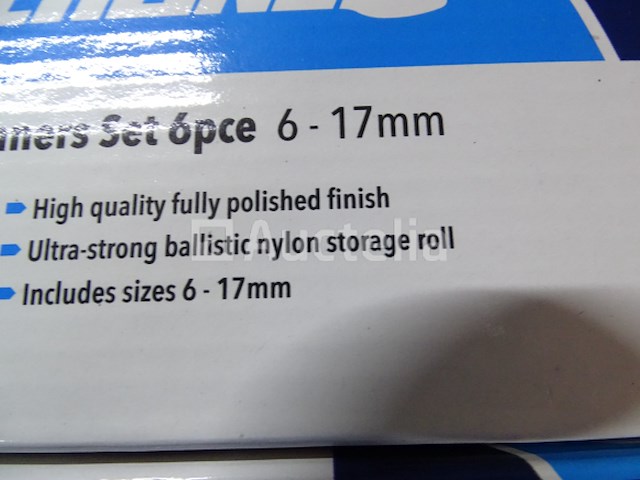 Set 6pce 6 - 17mm
High quality fully polished finish
Ultra-strong ballistic nylon storage roll
Includes sizes 6 - 17mm
Auctelia